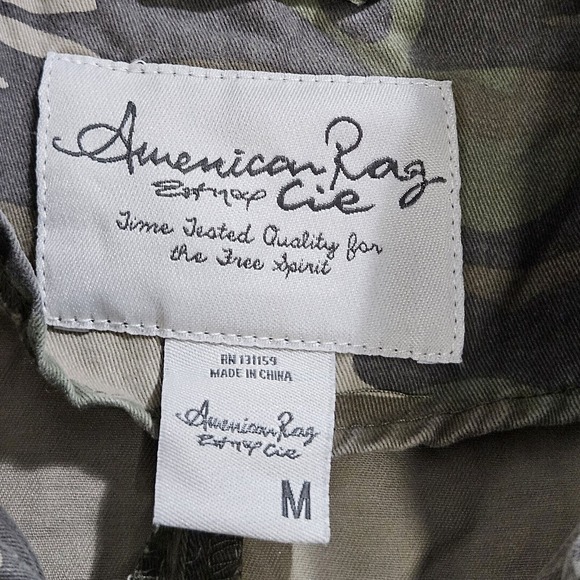 American Rag
Cie
Time Tested Quality for
the Free Spirit
RN 131159
MADE IN CHINA
American Rag
Cie
M